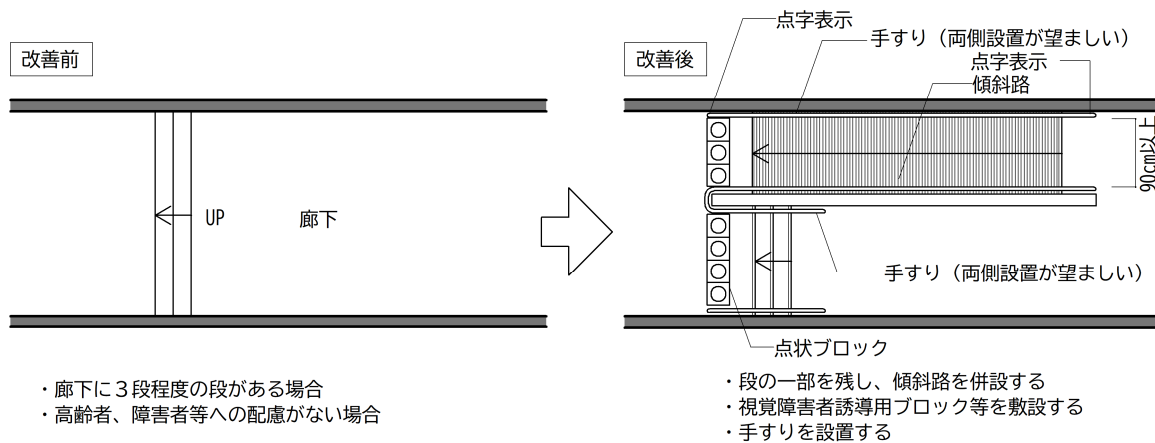 改善前
UP
廊下
・廊下に３段程度の段がある場合
・高齢者、障害者等への配慮がない場合
改善後
点字表示
手すり（両側設置が望ましい）
点字表示
傾斜路
90cm以上
手すり（両側設置が望ましい）
点状ブロック
・段の一部を残し、傾斜路を併設する
・視覚障害者誘導用ブロック等を敷設する
・手すりを設置する